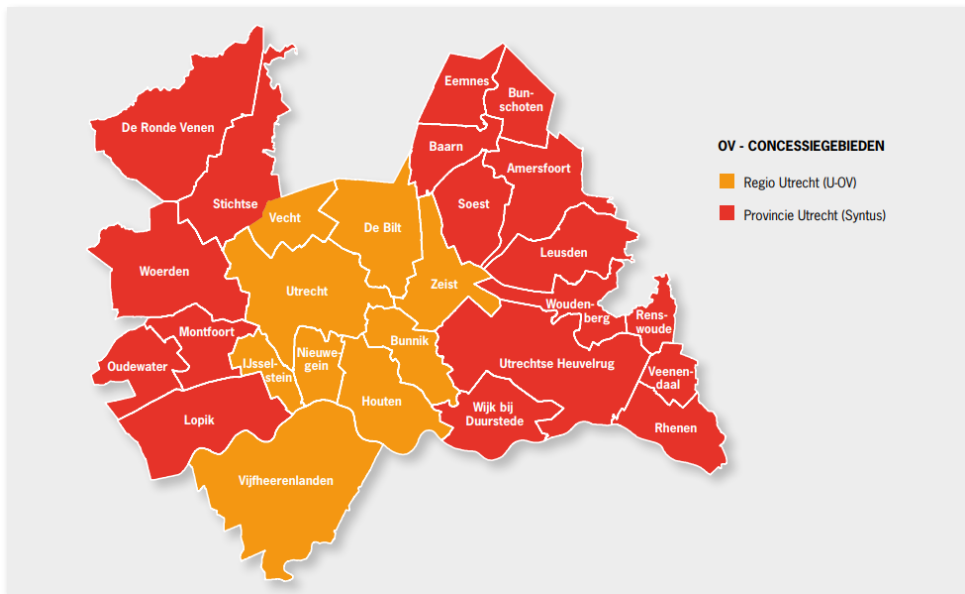 Eemnes
Bun-
schoten
De Ronde Venen
Baarn
Amersfoort
OV - CONCESSIEGEBIEDEN
Regio Utrecht (U-OV)
Provincie Utrecht (Syntus)
Stichtse
Vecht
De Bilt
Soest
Leusden
Woerden
Utrecht
Zeist
Wouden-
berg
Rens-
woude
Montfoort
Oudewater
IJssel-
stein
Nieuwe-
gein
Bunnik
Utrechtse Heuvelrug
Veenen-
daal
Lopik
Houten
Wijk bij
Duurstede
Rhenen
Vijfheerenlanden